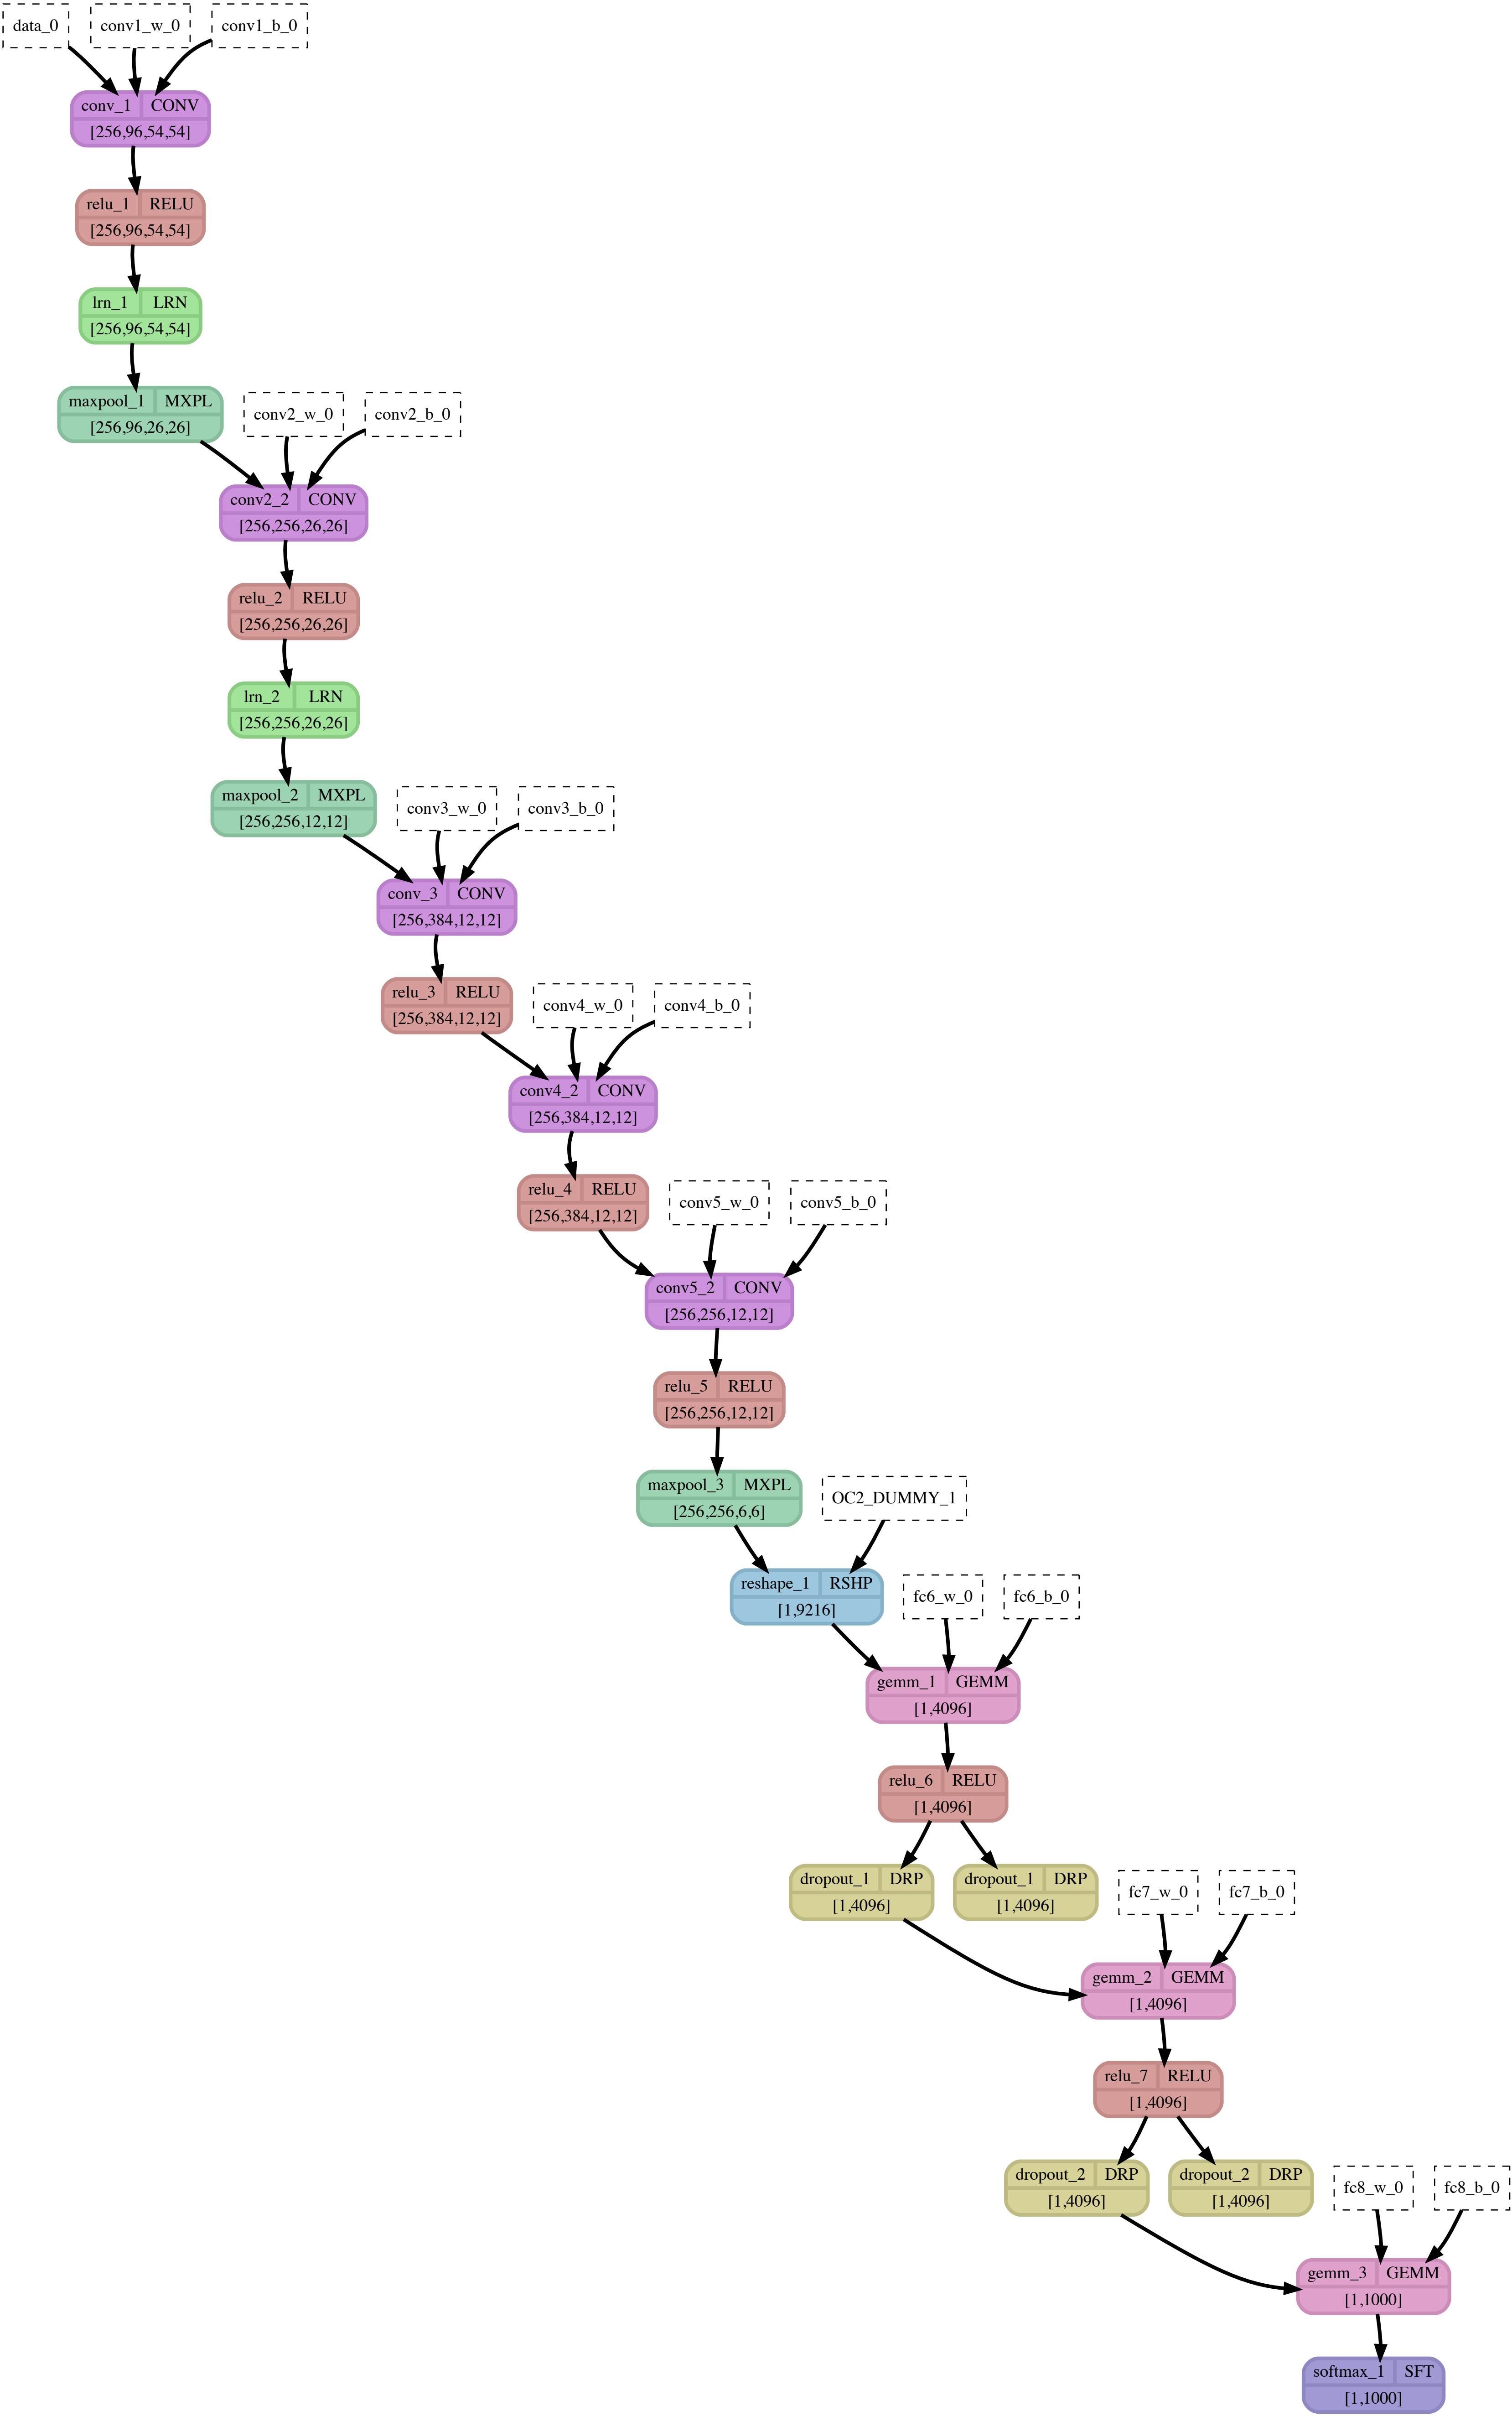 data_0 conv1_w_0 conv1_b_0
conv_1 CONV
[256,96,54,54]
relu_1 RELU
[256,96,54,54]
lrn_1 LRN
[256,96,54,54]
maxpool_1 MXPL
[256,96,26,26]
conv2_w_0 conv2_b_0
conv2_2 CONV
[256,256,26,26]
relu_2 RELU
[256,256,26,26]
lrn_2 LRN
[256,256,26,26]
maxpool_2 MXPL
[256,256,12,12]
conv3_w_0 conv3_b_0
conv_3 CONV
[256,384,12,12]
relu_3 RELU
[256,384,12,12]
conv4_w_0 conv4_b_0
conv4_2 CONV
[256,384,12,12]
relu_4 RELU
[256,384,12,12]
conv5_w_0 conv5_b_0
conv5_2 CONV
[256,256,12,12]
relu_5 RELU
[256,256,12,12]
maxpool_3 MXPL
[256,256,6,6]
OC2_DUMMY_1
reshape_1 RSHP
[1,9216]
fc6_w_0 fc6_b_0
gemm_1 GEMM
[1,4096]
relu_6 RELU
[1,4096]
dropout_1 DRP
[1,4096]
dropout_1 DRP
[1,4096]
fc7_w_0 fc7_b_0
gemm_2 GEMM
[1,4096]
relu_7 RELU
[1,4096]
dropout_2 DRP
[1,4096]
dropout_2 DRP
[1,4096]
fc8_w_0 fc8_b_0
gemm_3 GEMM
[1,1000]
softmax_1 SFT
[1,1000]